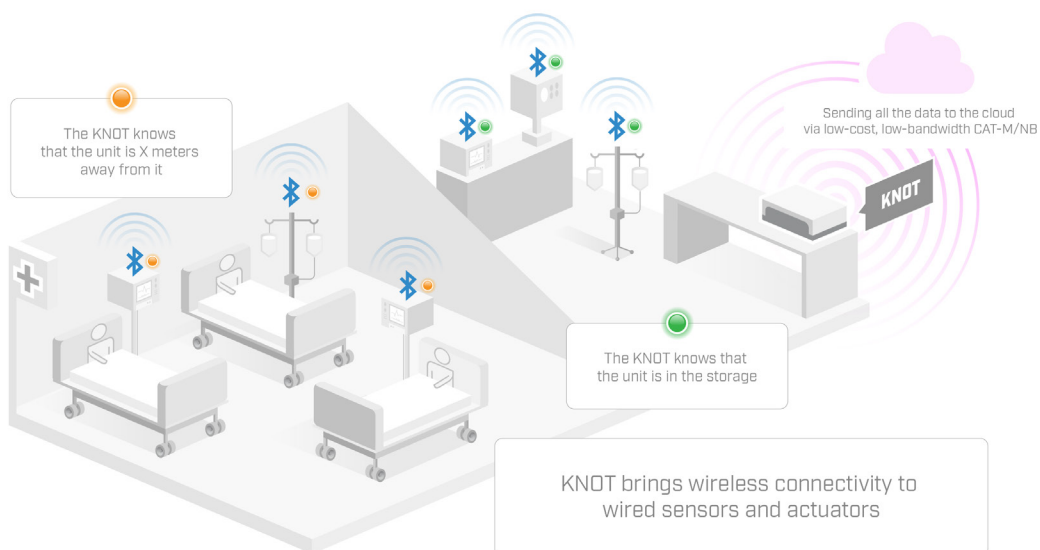 Sending all the data to the cloud
via low-cost, low-bandwidth CAT-M/NB
The KNOT knows
that the unit is X meters
away from it
KNOT
The KNOT knows that
the unit is in the storage
KNOT brings wireless connectivity to
wired sensors and actuators